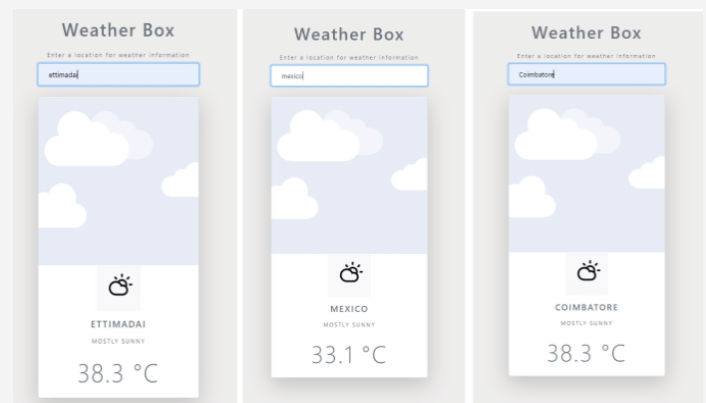 Weather Box
Enter a location for weather information
ettimadai
ETTIMADAI
MOSTLY SUNNY
38.3 °C
Weather Box
Enter a location for weather information
mexico
MEXICO
MOSTLY SUNNY
33.1 °C
Weather Box
Enter a location for weather information
Coimbatore
COIMBATORE
MOSTLY SUNNY
38.3 °C